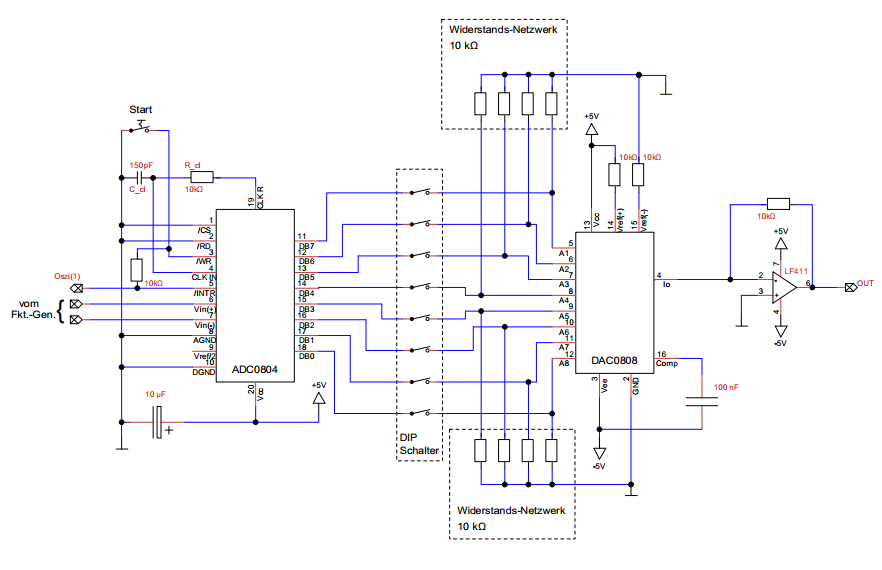 Widerstands-Netzwerk
10 kΩ
Start
+5V
150pF
R_cl
C_cl
10kΩ
10kΩ
10kΩ
19
CLK R
13
Vcc
14
Vref(+)
15
Vref(-)
10kΩ
+5V
1
/CS
2
/RD
3
/WR
4
CLK IN
5
/INTR
6
Vin(+)
7
Vin(-)
8
AGND
9
Vref/2
10
DGND
11
DB7
12
DB6
13
DB5
14
DB4
15
DB3
16
DB2
17
DB1
18
DB0
ADC0804
20
10kΩ
Oszi(1)
vom
Fkt.-Gen.
{
5
A1
6
A2
7
A3
8
A4
9
A5
10
A6
11
A7
12
A8
4
Io
DAC0808
16
Comp
3
Vee
2
GND
2
-
3
+
7
LF411
6
4
-5V
OUT
100 nF
10 µF
+
+5V
DIP
Schalter
-5V
Widerstands-Netzwerk
10 kΩ